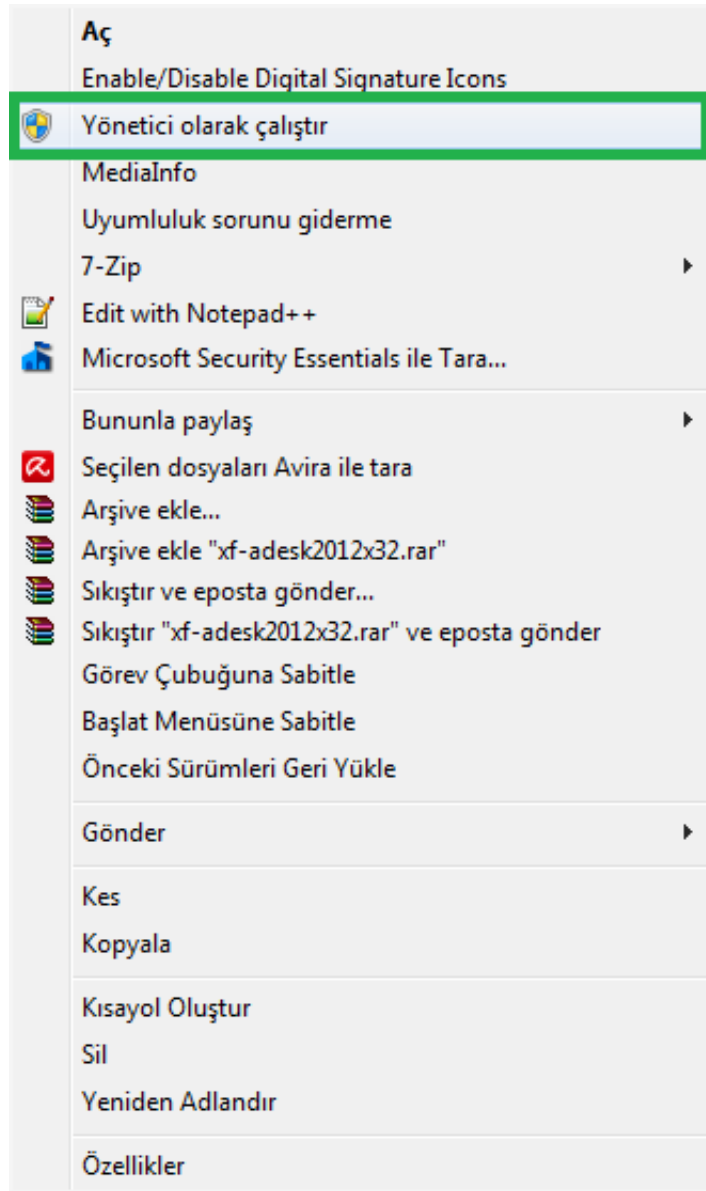 Aç
Enable/Disable Digital Signature Icons
Yönetici olarak çalıştır
MediaInfo
Uyumluluk sorunu giderme
7-Zip
Edit with Notepad++
Microsoft Security Essentials ile Tara...
Bununla paylaş
Seçilen dosyaları Avira ile tara
Arşive ekle...
Arşive ekle "xf-adesk2012x32.rar"
Sıkıştır ve eposta gönder...
Sıkıştır "xf-adesk2012x32.rar" ve eposta gönder
Görev Çubuğuna Sabitle
Başlat Menüsüne Sabitle
Önceki Sürümleri Geri Yükle
Gönder
Kes
Kopyala
Kısayol Oluştur
Sil
Yeniden Adlandır
Özellikler